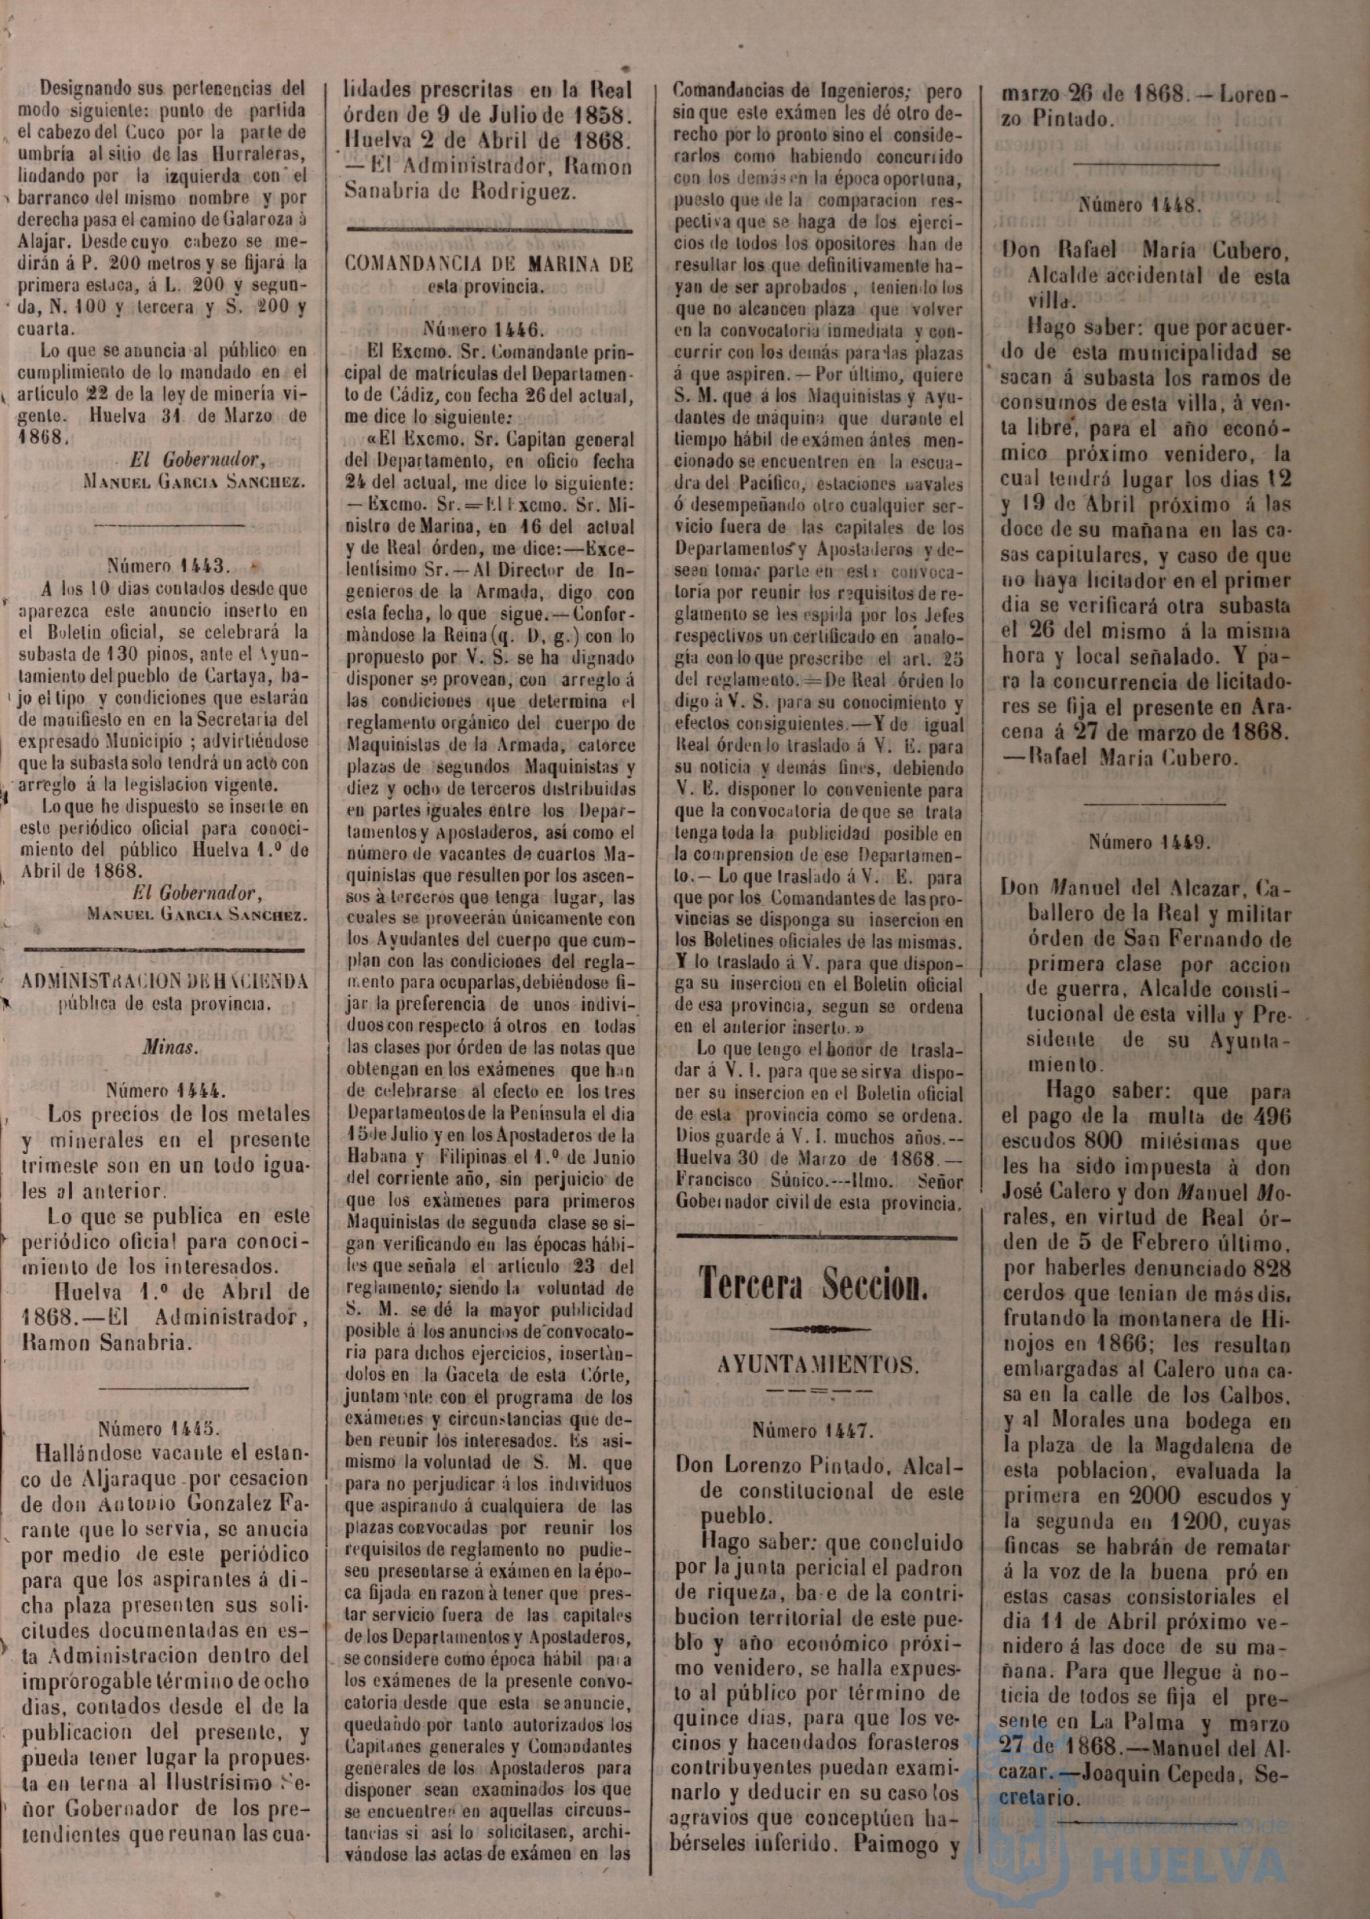 Designando sus pertenencias del
modo siguiente: punto de partida
el cabezo del Cuco por la parte de
umbría al sitio de las Hurraleras,
lindando por la izquierda con el
barranco del mismo nombre y por
derecha pasa el camino de Galaroza à
Alajar. Desde cuyo cabezo se me-
dirán á P. 200 metros y se fijará la
primera estaca, á L. 200 y segun-
da, N. 100 y tercera y S. 200 y
cuarta.
Lo que se anuncia al público en
cumplimiento de lo mandado en el
artículo 22 de la ley de minería vi-
gente. Huelva 31 de Marzo de
1868.
El Gobernador,
MANUEL GARCIA SANCHEZ.
Número 1443.
A los 10 dias contados desde que
aparezca este anuncio inserto en
el Boletin oficial, se celebrará la
subasta de 130 pinos, ante el Ayun-
tamiento del pueblo de Cartaya, ba-
jo el tipo y condiciones que estarán
de manifiesto en en la Secretaria del
expresado Municipio ; advirtiéndose
que la subasta solo tendrá un acto con
arreglo á la legislacion vigente.
Lo que he dispuesto se inserte en
este periódico oficial para conoci-
miento del público Huelva 1.º de
Abril de 1868.
El Gobernador,
MANUEL GARCIA SANCHEZ.
ADMINISTRACION DE HACIENDA
pública de esta provincia.
Minas.
Número 1444.
Los precios de los metales
y minerales en el presente
trimeste son en un todo igua-
les al anterior.
Lo que se publica en este
periódico oficial para conoci-
miento de los interesados.
Huelva 1.º de Abril de
1868.—El Administrador,
Ramon Sanabria.
Número 1445.
Hallándose vacante el estan-
co de Aljaraque por cesacion
de don Antonio Gonzalez Fa-
rante que lo servia, se anucia
por medio de este periódico
para que los aspirantes á di-
cha plaza presenten sus soli-
citudes documentadas en es-
ta Administracion dentro del
improrogable término de ocho
dias, contados desde el de la
publicacion del presente, y
pueda tener lugar la propues-
ta en terna al Ilustrísimo Se-
ñor Gobernador de los pre-
tendientes que reunan las cua-
lidades prescritas en la Real
órden de 9 de Julio de 1858.
Huelva 2 de Abril de 1868.
—El Administrador, Ramon
Sanabria de Rodriguez.
COMANDANCIA DE MARINA DE
esta provincia.
Número 1446.
El Excmo. Sr. Comandante prin-
cipal de matrículas del Departamen-
to de Cádiz, con fecha 26 del actual,
me dice lo siguiente:
«El Excmo. Sr. Capitan general
del Departamento, en oficio fecha
24 del actual, me dice lo siguiente:
—Excmo. Sr.=El Excmo. Sr. Mi-
nistro de Marina, en 16 del actual
y de Real órden, me dice:—Exce-
lentísimo Sr.—Al Director de In-
genieros de la Armada, digo con
esta fecha, lo que sigue.—Confor-
màndose la Reina (q. D. g.) con lo
propuesto por V. S. se ha dignado
disponer se provean, con arreglo á
las condiciones que determina el
reglamento orgánico del cuerpo de
Maquinistas de la Armada, catorce
plazas de segundos Maquinistas y
diez y ocho de terceros distribuidas
en partes iguales entre los Depar-
tamentos y Apostaderos, así como el
número de vacantes de cuartos Ma-
quinistas que resulten por los ascen-
sos à terceros que tenga lugar, las
cuales se proveerán únicamente con
los Ayudantes del cuerpo que cum-
plan con las condiciones del regla-
mento para ocuparlas, debiéndose fi-
jar la preferencia de unos indiví-
duos con respecto á otros en todas
las clases por órden de las notas que
obtengan en los exámenes que han
de celebrarse al efecto en los tres
Departamentos de la Península el dia
15 de Julio y en los Apostaderos de la
Habana y Filipinas el 1.º de Junio
del corriente año, sin perjuicio de
que los exàmenes para primeros
Maquinistas de segunda clase se si-
gan verificando en las épocas hábi-
les que señala el artículo 23 del
reglamento; siendo la voluntad de
S. M. se dé la mayor publicidad
posible á los anuncios de convocato-
ria para dichos ejercicios, insertàn-
dolos en la Gaceta de esta Córte,
juntamente con el programa de los
exámenes y circunstancias que de-
ben reunir los interesados. Es asi-
mismo la voluntad de S. M. que
para no perjudicar á los individuos
que aspirando á cualquiera de las
plazas convocadas por reunir los
requisitos de reglamento no pudie-
sen presentarse á exámen en la épo-
ca fijada en razon à tener que pres-
tar servicio fuera de las capitales
de los Departamentos y Apostaderos,
se considere como época hábil para
los exámenes de la presente convo-
catoria desde que esta se anuncie,
quedando por tanto autorizados los
Capitanes generales y Comandantes
generales de los Apostaderos para
disponer sean examinados los que
se encuentren en aquellas circuns-
tancias si así lo solicitasen, archi-
vándose las actas de exámen en las
Comandancias de Ingenieros; pero
sin que este exámen les dé otro de-
recho por lo pronto sino el conside-
rarlos como habiendo concurrido
con los demás en la época oportuna,
puesto que de la comparacion res-
pectiva que se haga de los ejerci-
cios de todos los opositores han de
resultar los que definitivamente ha-
yan de ser aprobados , teniendo los
que no alcancen plaza que volver
en la convocatoria inmediata y con-
currir con los demás para las plazas
á que aspiren.—Por último, quiere
S. M. que á los Maquinistas y Ayu-
dantes de máquina que durante el
tiempo hábil de exámen ántes men-
cionado se encuentren en la escua-
dra del Pacífico, estaciones navales
ó desempeñando otro cualquier ser-
vicio fuera de las capitales de los
Departamentos y Apostaderos y de-
seen tomar parte en esta convoca-
toria por reunir los requisitos de re-
glamento se les espida por los Jefes
respectivos un certificado en analo-
gía con lo que prescribe el art. 25
del reglamento.=De Real órden lo
digo à V. S. para su conocimiento y
efectos consiguientes.—Y de igual
Real órden lo traslado á V. E. para
su noticia y demás fines, debiendo
V. E. disponer lo conveniente para
que la convocatoria de que se trata
tenga toda la publicidad posible en
la comprension de ese Departamen-
to.—Lo que traslado á V. E. para
que por los Comandantes de las pro-
vincias se disponga su insercion en
los Boletines oficiales de las mismas.
Y lo traslado á V. para que dispon-
ga su insercion en el Boletin oficial
de esa provincia, segun se ordena
en el anterior inserto.»
Lo que tengo el honor de trasla-
dar á V. I. para que se sirva dispo-
ner su insercion en el Boletin oficial
de esta provincia como se ordena.
Dios guarde á V. I. muchos años.--
Huelva 30 de Marzo de 1868.—
Francisco Súnico.---Ilmo. Señor
Gobernador civil de esta provincia.
Tercera Seccion.
AYUNTAMIENTOS.
Número 1447.
Don Lorenzo Pintado, Alcal-
de constitucional de este
pueblo.
Hago saber: que concluido
por la junta pericial el padron
de riqueza, base de la contri-
bucion territorial de este pue-
blo y año económico próxi-
mo venidero, se halla expues-
to al público por término de
quince dias, para que los ve-
cinos y hacendados forasteros
contribuyentes puedan exami-
narlo y deducir en su caso los
agravios que conceptúen ha-
bérseles inferido. Paimogo y
marzo 26 de 1868.—Loren-
zo Pintado.
Número 1448.
Don Rafael María Cubero,
Alcalde accidental de esta
villa.
Hago saber: que por acuer-
do de esta municipalidad se
sacan á subasta los ramos de
consumos de esta villa, à ven-
ta libre, para el año econó-
mico próximo venidero, la
cual tendrá lugar los dias 12
y 19 de Abril próximo á las
doce de su mañana en las ca-
sas capitulares, y caso de que
no haya licitador en el primer
dia se verificará otra subasta
el 26 del mismo á la misma
hora y local señalado. Y pa-
ra la concurrencia de licitado-
res se fija el presente en Ara-
cena á 27 de marzo de 1868.
—Rafael Maria Cubero.
Número 1449.
Don Manuel del Alcazar, Ca-
ballero de la Real y militar
órden de San Fernando de
primera clase por accion
de guerra, Alcalde consti-
tucional de esta villa y Pre-
sidente de su Ayunta-
miento.
Hago saber: que para
el pago de la multa de 496
escudos 800 milésimas que
les ha sido impuesta à don
José Calero y don Manuel Mo-
rales, en virtud de Real ór-
den de 5 de Febrero último,
por haberles denunciado 828
cerdos que tenian de más dis-
frutando la montanera de Hi-
nojos en 1866; les resultan
embargadas al Calero una ca-
sa en la calle de los Calbos,
y al Morales una bodega en
la plaza de la Magdalena de
esta poblacion, evaluada la
primera en 2000 escudos y
la segunda en 1200, cuyas
fincas se habrán de rematar
á la voz de la buena pró en
estas casas consistoriales el
dia 11 de Abril próximo ve-
nidero á las doce de su ma-
ñana. Para que llegue à no-
ticia de todos se fija el pre-
sente en La Palma y marzo
27 de 1868.—Manuel del Al-
cazar.—Joaquin Cepeda, Se-
cretario.
HUELVA